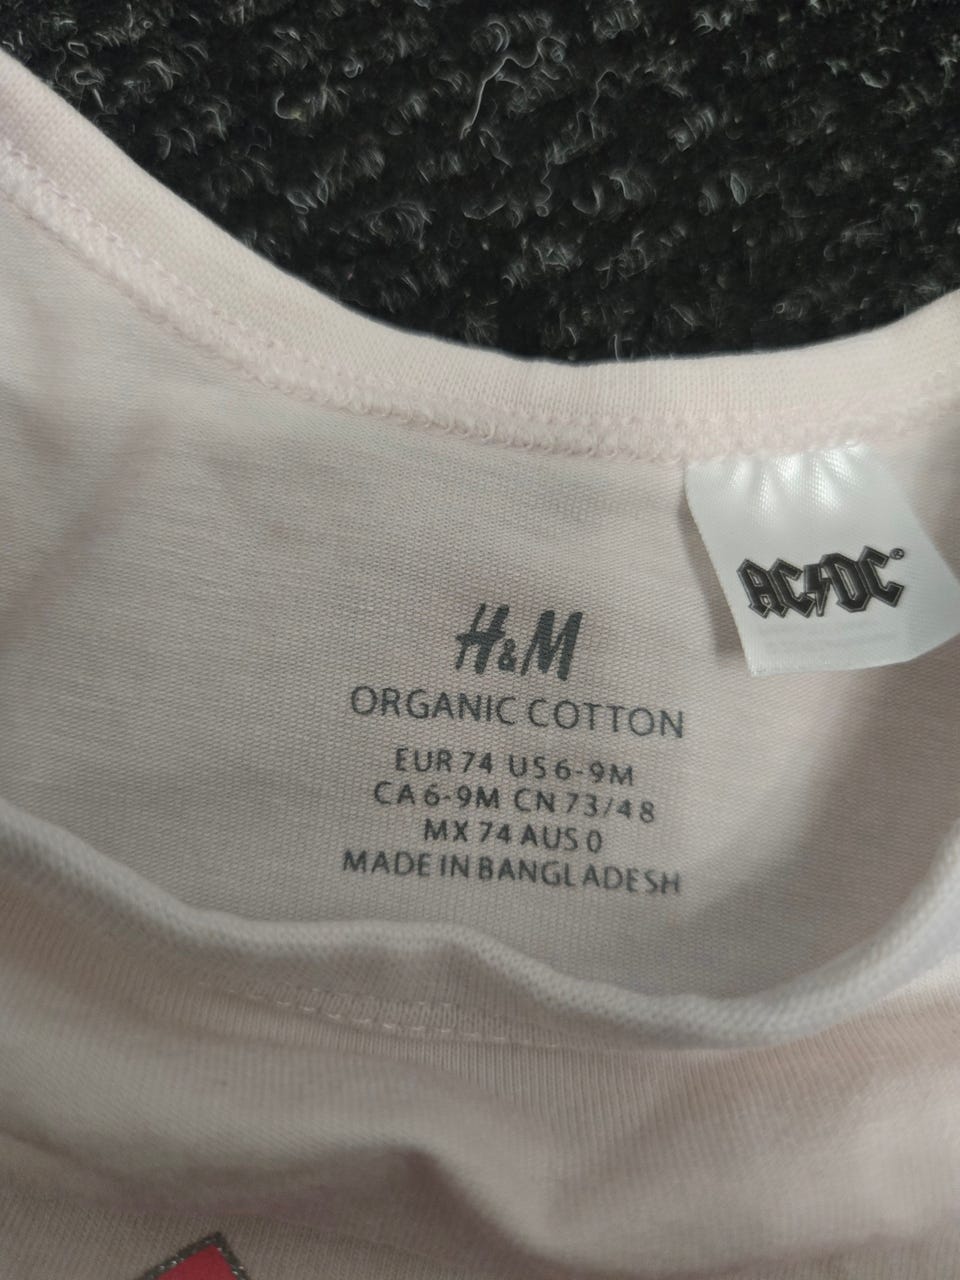 AC/DC®
H&M
ORGANIC COTTON
EUR 74 US 6-9M
CA 6-9M CN 73/48
MX 74 AUS 0
MADE IN BANGLADESH